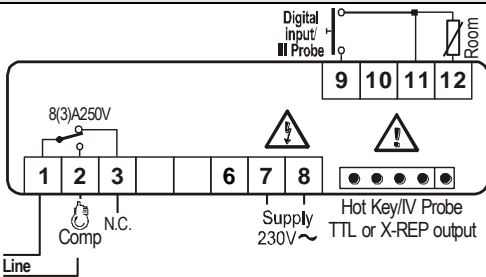 Digital
input/
III Probe
Room
9 10 11 12
8(3)A250V
1 2 3 6 7 8
Comp
N.C.
Supply
230V~
Hot Key/IV Probe
TTL or X-REP output
Line